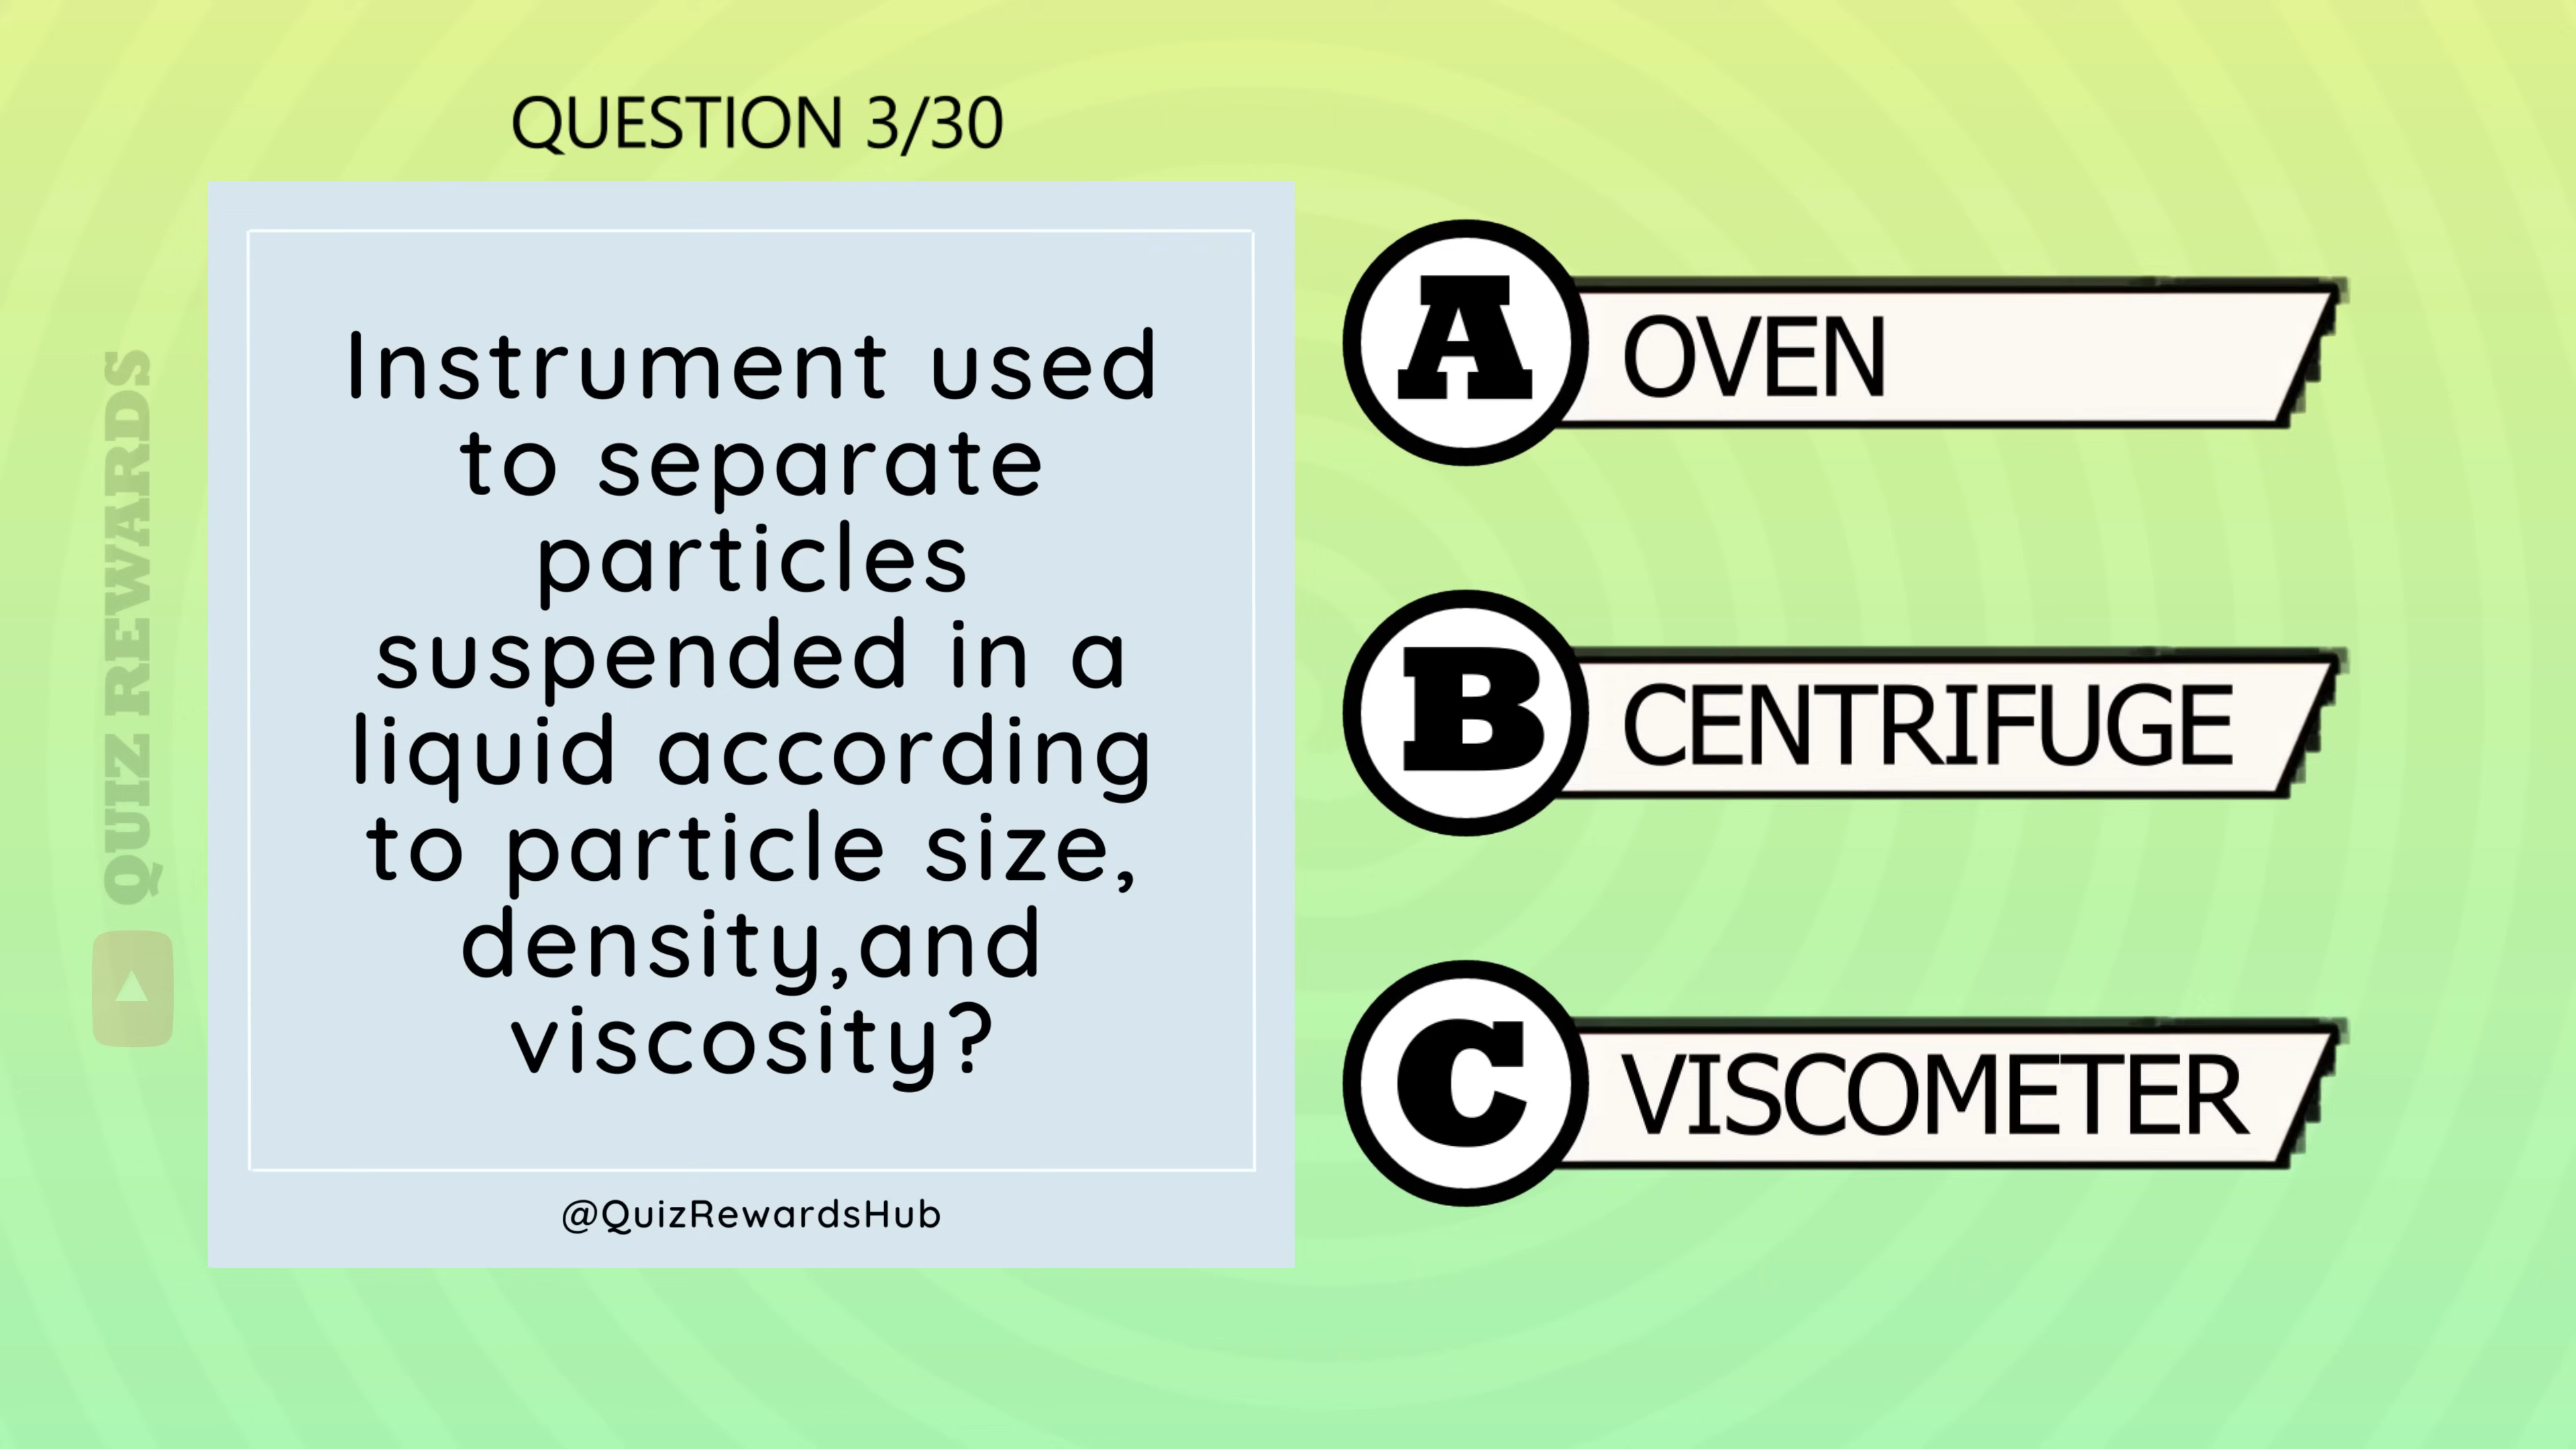 QUESTION 3/30
Instrument used
to separate
particles
suspended in a
liquid according
to particle size,
density,and
viscosity?
@QuizRewardsHub
A OVEN
B CENTRIFUGE
C VISCOMETER
QUIZ REWARDS